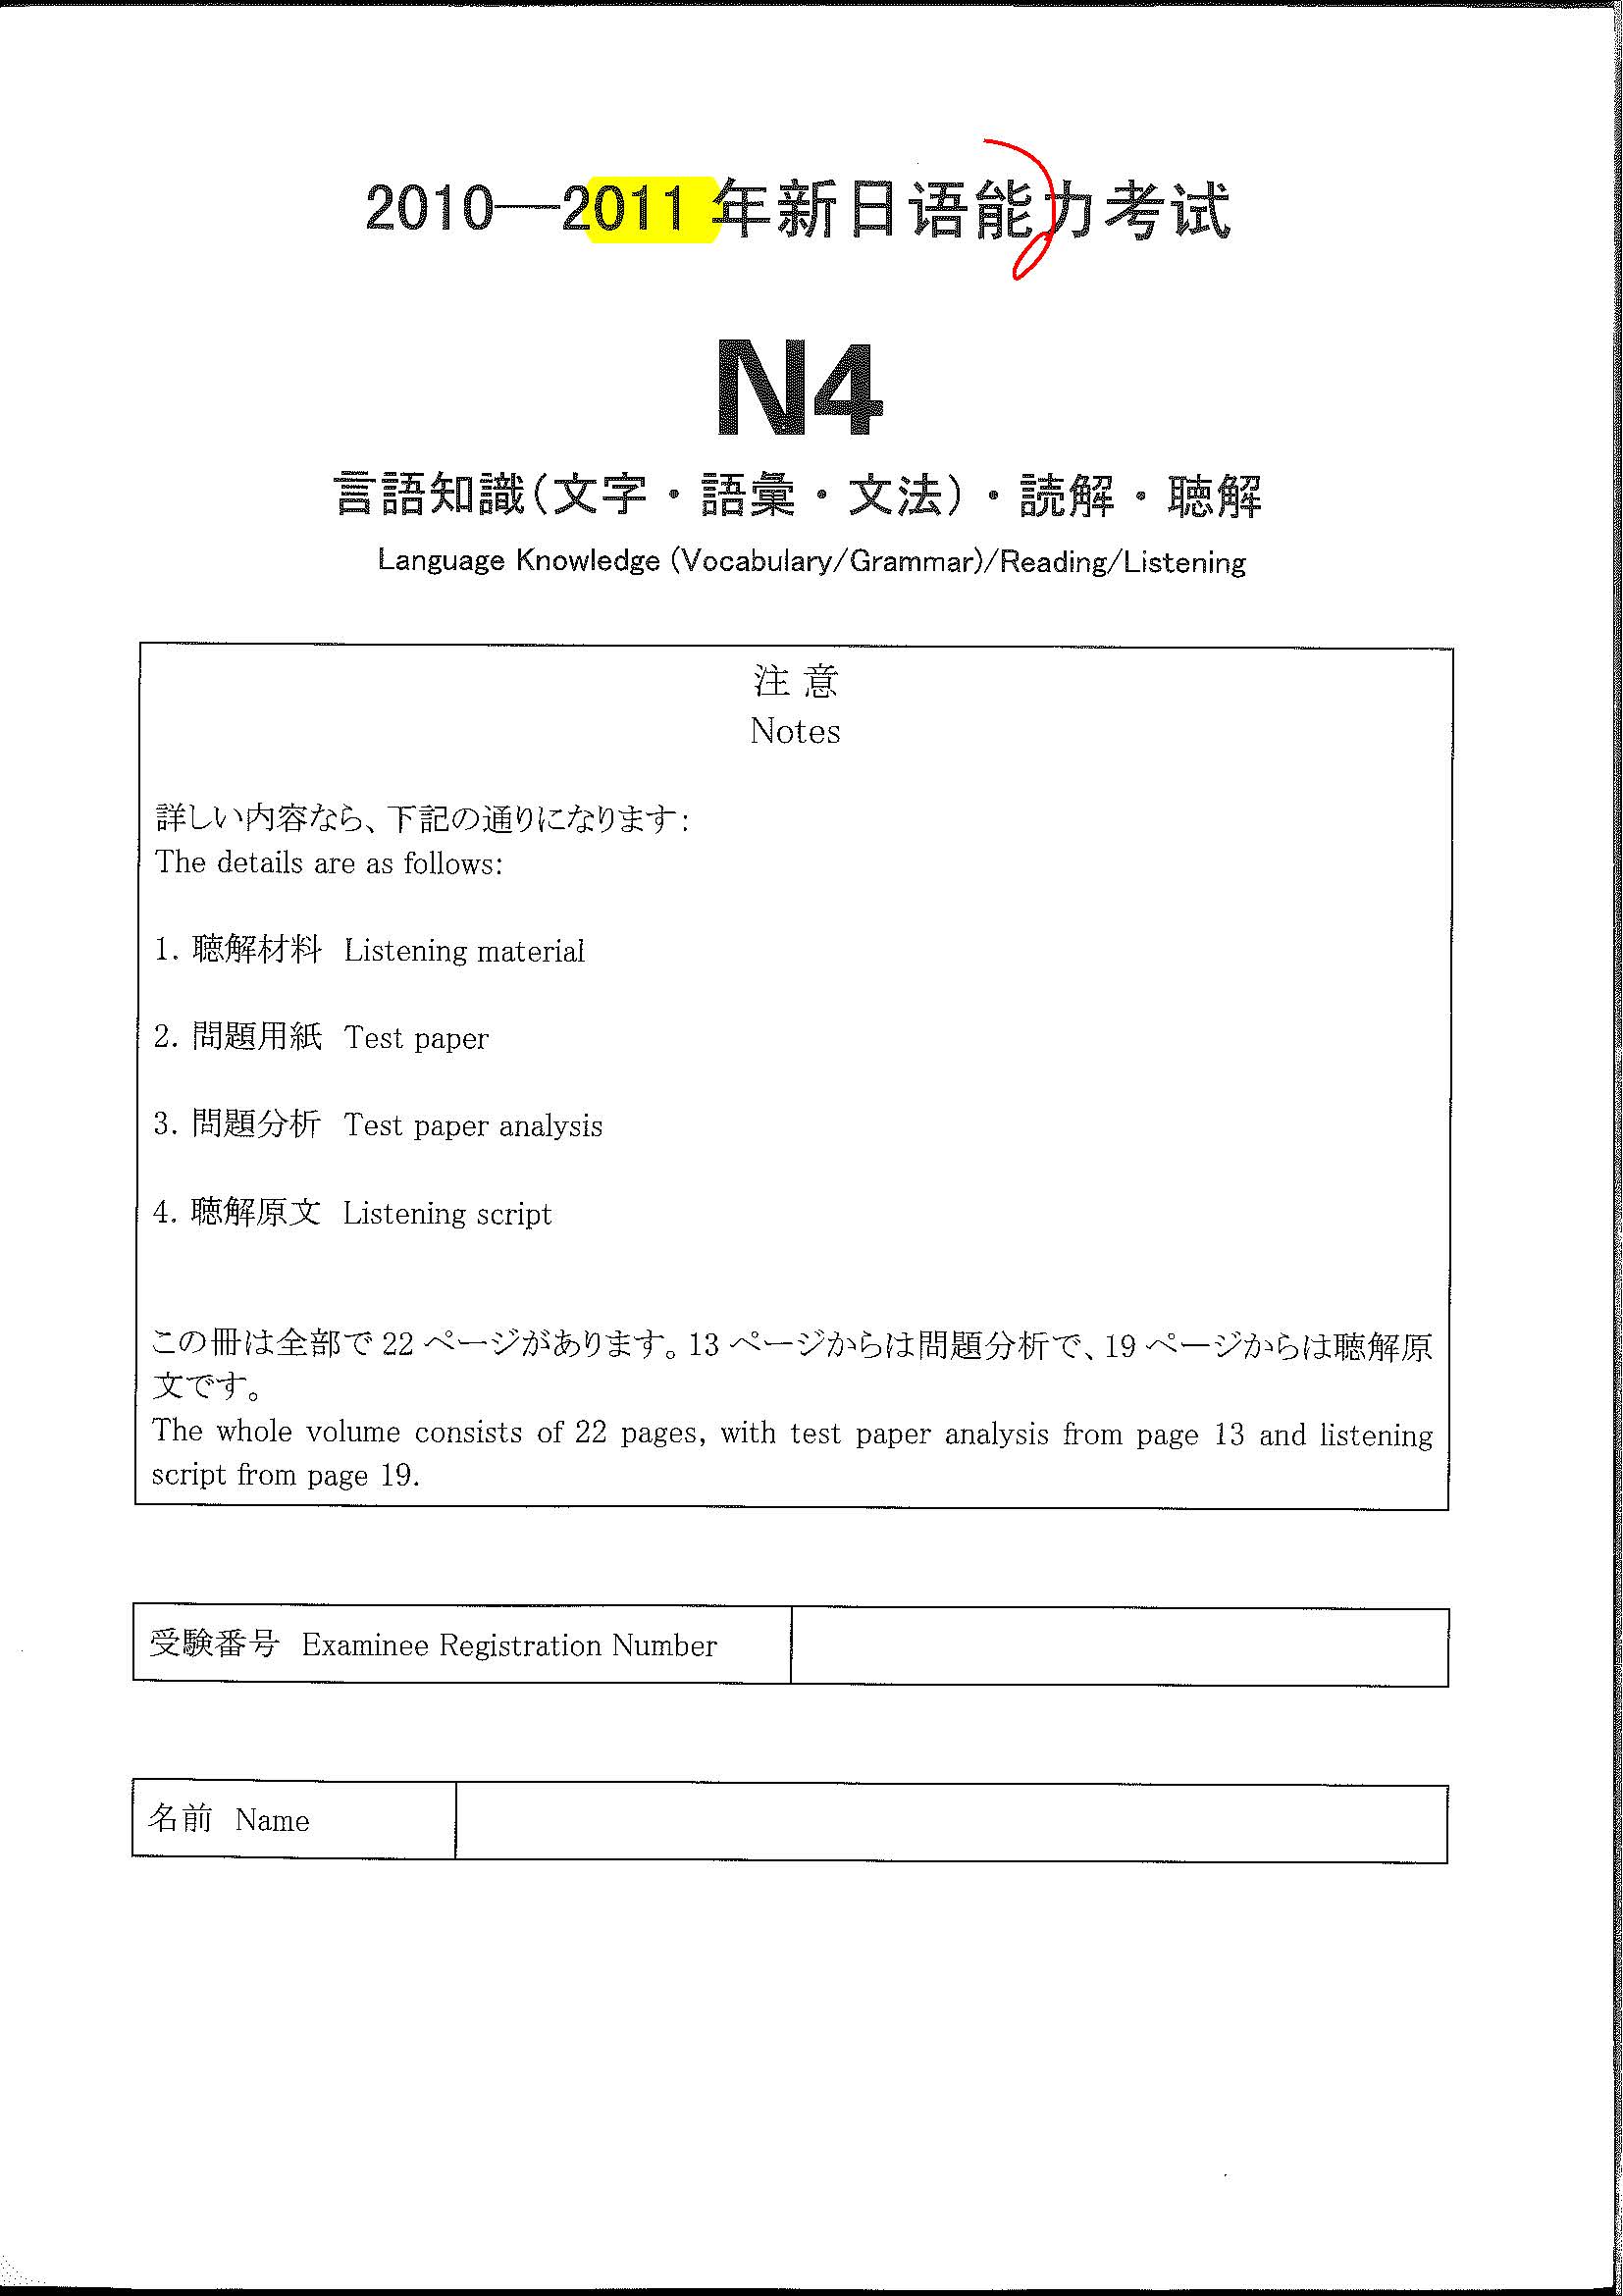 2010—2011 年新日语能力考试
N4
言語知識(文字・語彙・文法)・読解・聴解
Language Knowledge (Vocabulary/Grammar)/Reading/Listening
注 意
Notes
詳しい内容なら、下記の通りになります:
The details are as follows:
1. 聴解材料 Listening material
2. 問題用紙 Test paper
3. 問題分析 Test paper analysis
4. 聴解原文 Listening script
この冊は全部で 22 ページがあります。13 ページからは問題分析で、19 ページからは聴解原
文です。
The whole volume consists of 22 pages, with test paper analysis from page 13 and listening
script from page 19.
受験番号 Examinee Registration Number
名前 Name